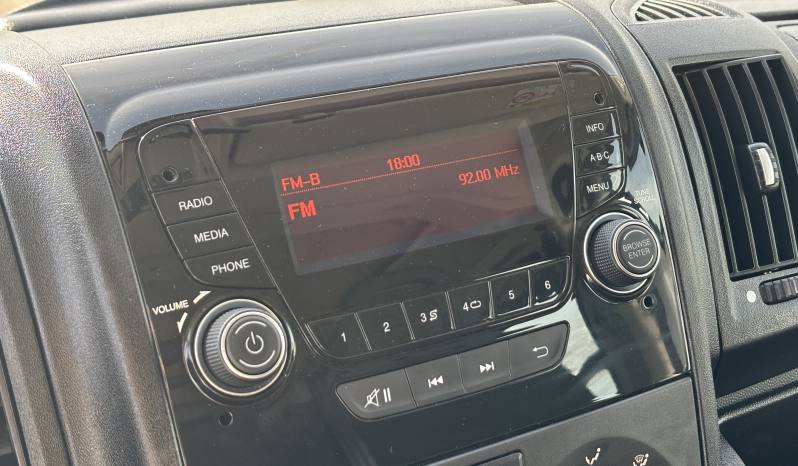 FM-B 18:00
92.00 MHz
FM
INFO
A-B-C
MENU
TUNE
SCROLL
BROWSE
ENTER
RADIO
MEDIA
PHONE
VOLUME
1 2 3 4 5 6